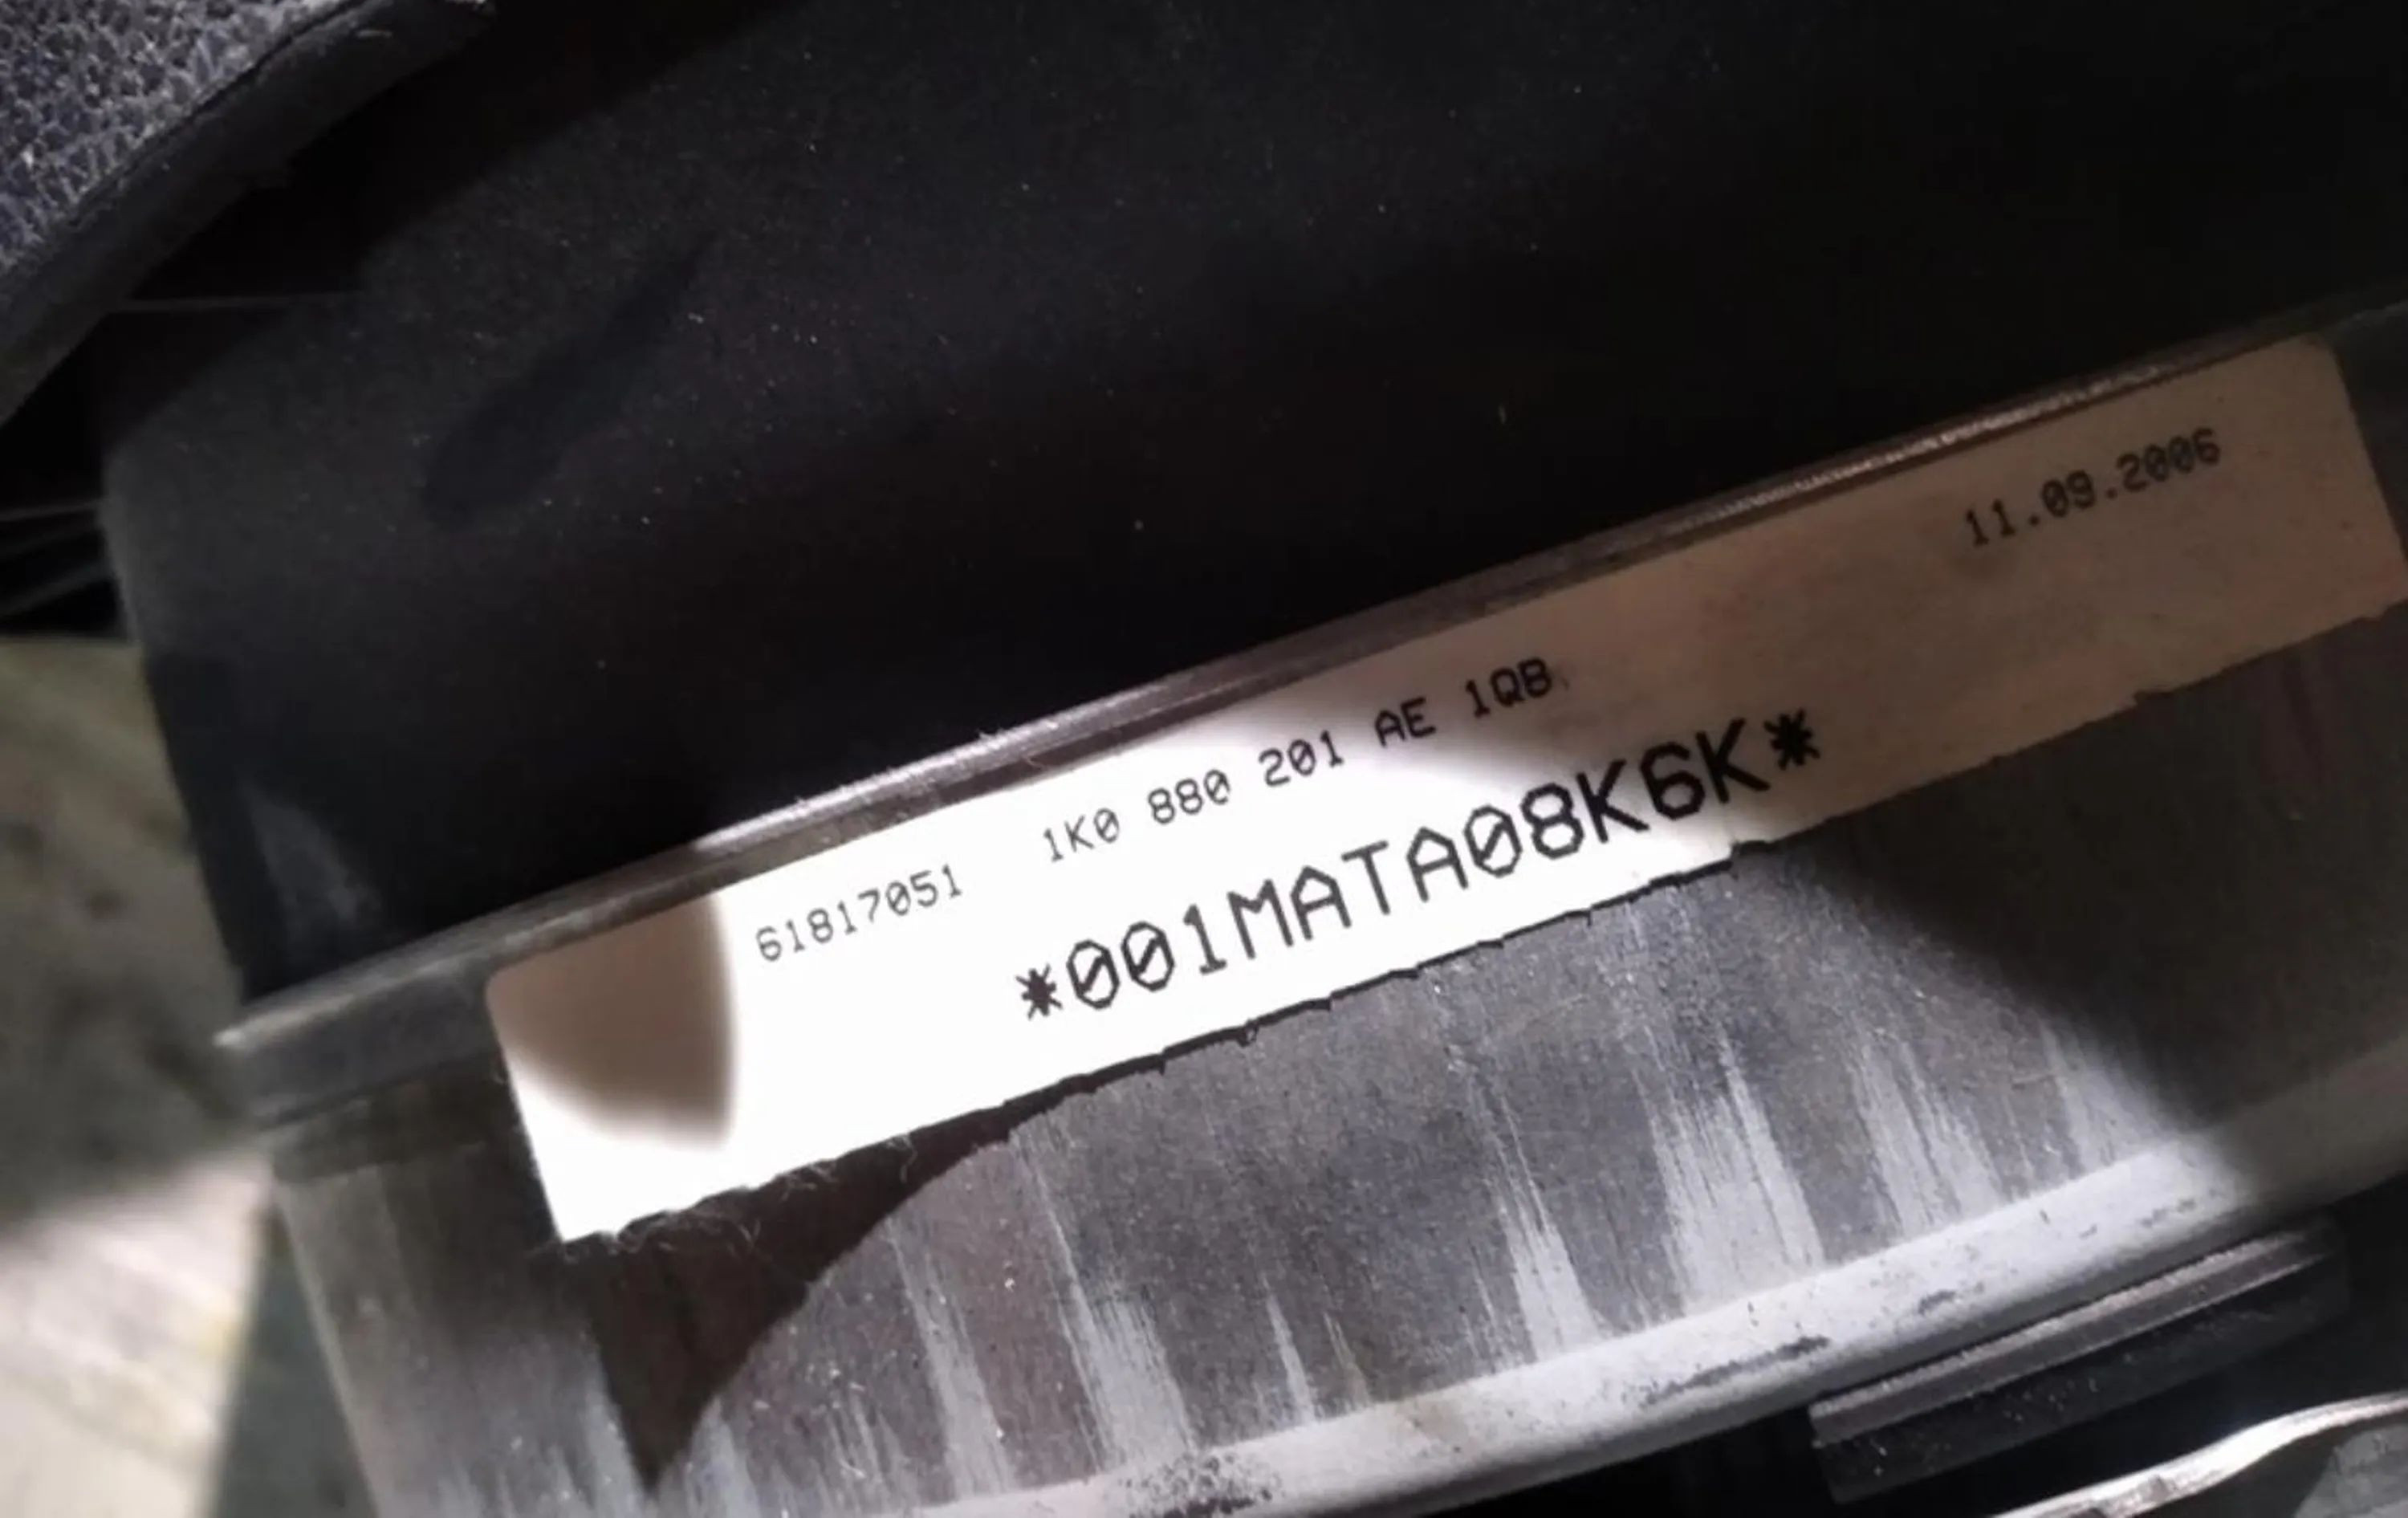 11.09.2006
61817051 1K0 880 201 AE 1QB
*001MATA08K6K*